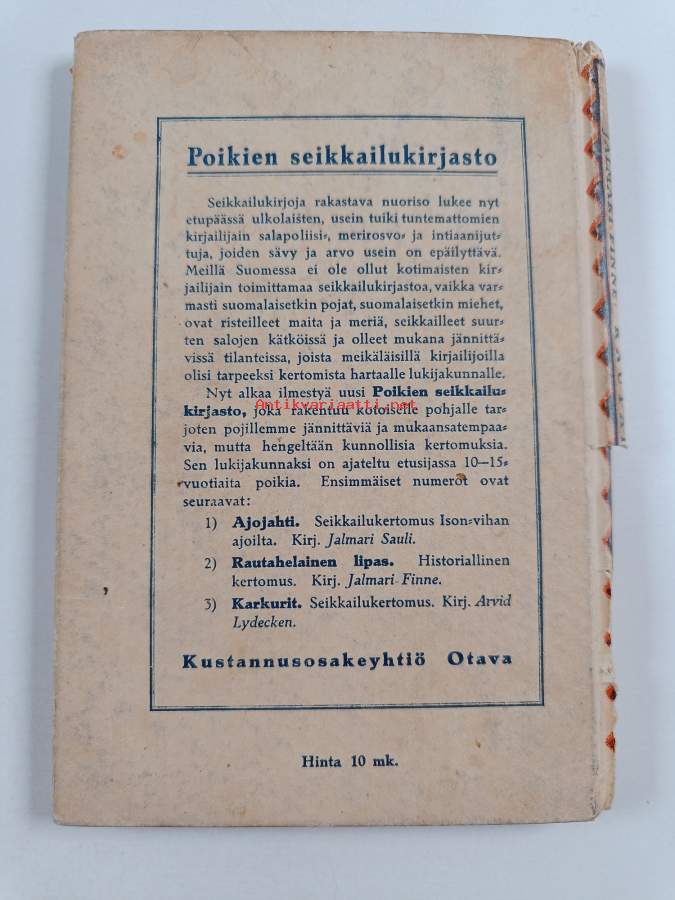 Poikien seikkailukirjasto
Seikkailukirjoja rakastava nuoriso lukee nyt
etupäässä ulkolaisten, usein tuiki tuntemattomien
kirjailijain salapoliisi-, merirosvo- ja intiaanijut-
tuja, joiden sävy ja arvo usein on epäilyttävä.
Meillä Suomessa ei ole ollut kotimaisten kir-
jailijain toimittamaa seikkailukirjastoa, vaikka var-
masti suomalaisetkin pojat, suomalaisetkin miehet,
ovat risteilleet maita ja meriä, seikkailleet suur-
ten salojen kätköissä ja olleet mukana jännittä-
vissä tilanteissa, joista meikäläisillä kirjailijoilla
olisi tarpeeksi kertomista hartaalle lukijakunnalle.
Nyt alkaa ilmestyä uusi Poikien seikkailu-
kirjasto, joka rakentuu kotoiselle pohjalle tar-
joten pojillemme jännittäviä ja mukaansatempaa-
via, mutta hengeltään kunnollisia kertomuksia.
Sen lukijakunnaksi on ajateltu etusijassa 10—15-
vuotiaita poikia. Ensimmäiset numerot ovat
seuraavat:
1) Ajojahti. Seikkailukertomus Ison-vihan
ajoilta. Kirj. Jalmari Sauli.
2) Rautahelainen lipas. Historiallinen
kertomus. Kirj. Jalmari Finne.
3) Karkurit. Seikkailukertomus. Kirj. Arvid
Lydecken.
Kustannusosakeyhtiö Otava
Hinta 10 mk.
Antikvariaatti.net
JALMARI FINNE